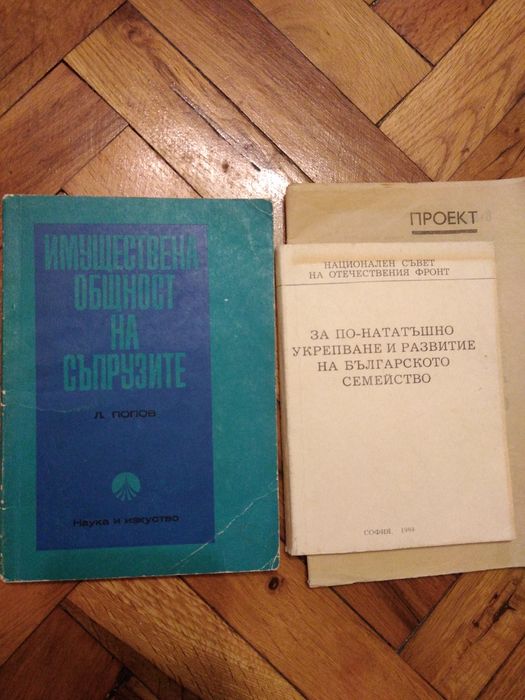 ИМУЩЕСТВЕНА
ОБЩНОСТ
НА
СЪПРУЗИТЕ
Л. ПОПОВ
Наука и изкуство
ПРОЕКТ
НАЦИОНАЛЕН СЪВЕТ
НА ОТЕЧЕСТВЕНИЯ ФРОНТ
ЗА ПО-НАТАТЪШНО
УКРЕПВАНЕ И РАЗВИТИЕ
НА БЪЛГАРСКОТО
СЕМЕЙСТВО
СОФИЯ,